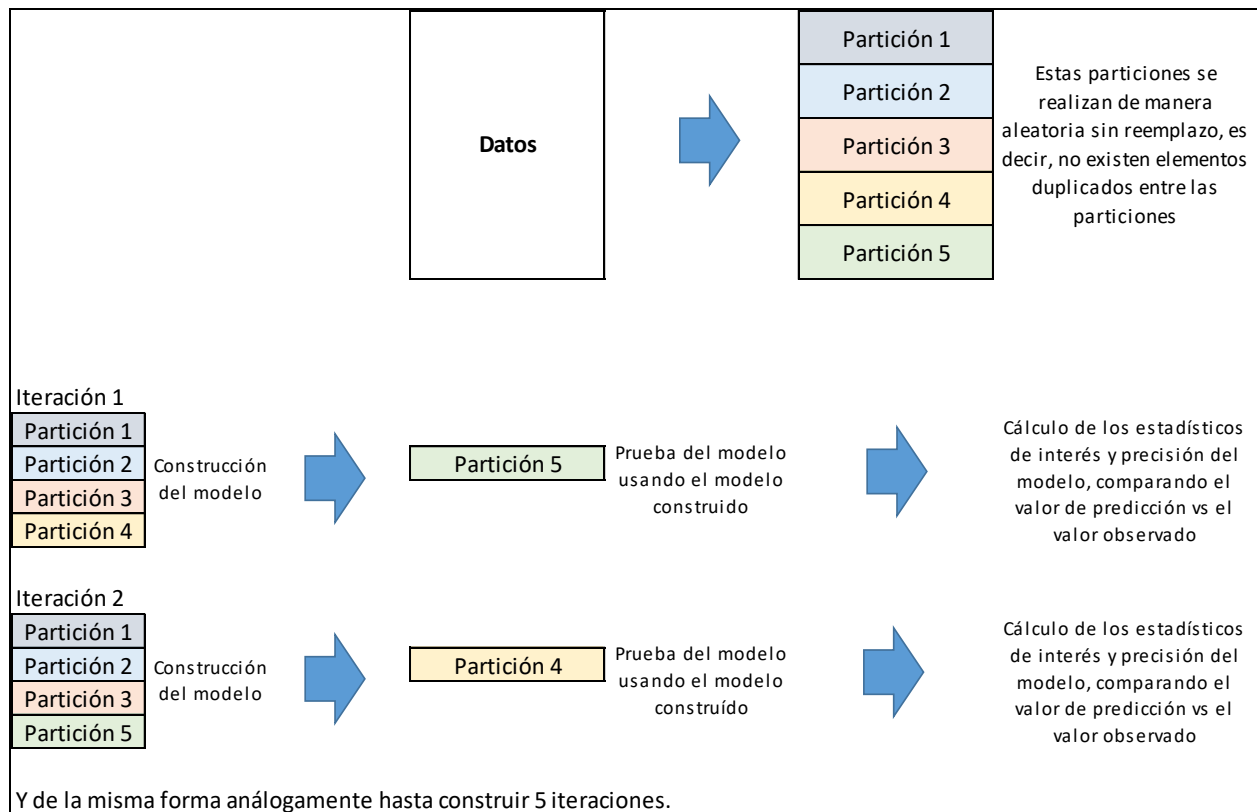 Datos
Partición 1
Partición 2
Partición 3
Partición 4
Partición 5
Estas particiones se
realizan de manera
aleatoria sin reemplazo, es
decir, no existen elementos
duplicados entre las
particiones
Iteración 1
Partición 1
Partición 2
Partición 3
Partición 4
Construcción
del modelo
Partición 5
Prueba del modelo
usando el modelo
construido
Cálculo de los estadísticos
de interés y precisión del
modelo, comparando el
valor de predicción vs el
valor observado
Iteración 2
Partición 1
Partición 2
Partición 3
Partición 5
Construcción
del modelo
Partición 4
Prueba del modelo
usando el modelo
construído
Cálculo de los estadísticos
de interés y precisión del
modelo, comparando el
valor de predicción vs el
valor observado
Y de la misma forma análogamente hasta construir 5 iteraciones.